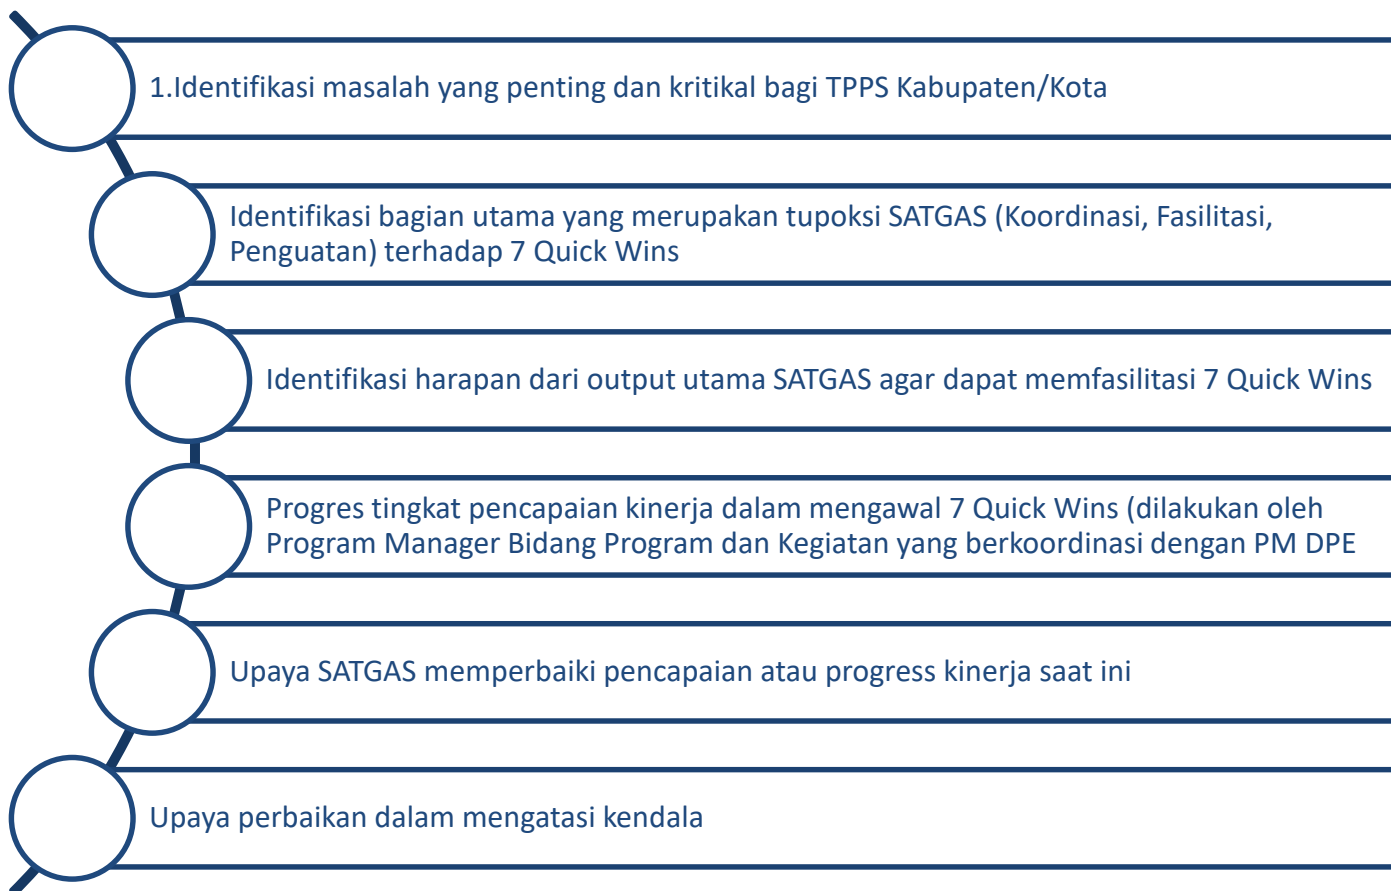 1.Identifikasi masalah yang penting dan kritikal bagi TPPS Kabupaten/Kota
Identifikasi bagian utama yang merupakan tupoksi SATGAS (Koordinasi, Fasilitasi,
Penguatan) terhadap 7 Quick Wins
Identifikasi harapan dari output utama SATGAS agar dapat memfasilitasi 7 Quick Wins
Progres tingkat pencapaian kinerja dalam mengawal 7 Quick Wins (dilakukan oleh
Program Manager Bidang Program dan Kegiatan yang berkoordinasi dengan PM DPE
Upaya SATGAS memperbaiki pencapaian atau progress kinerja saat ini
Upaya perbaikan dalam mengatasi kendala